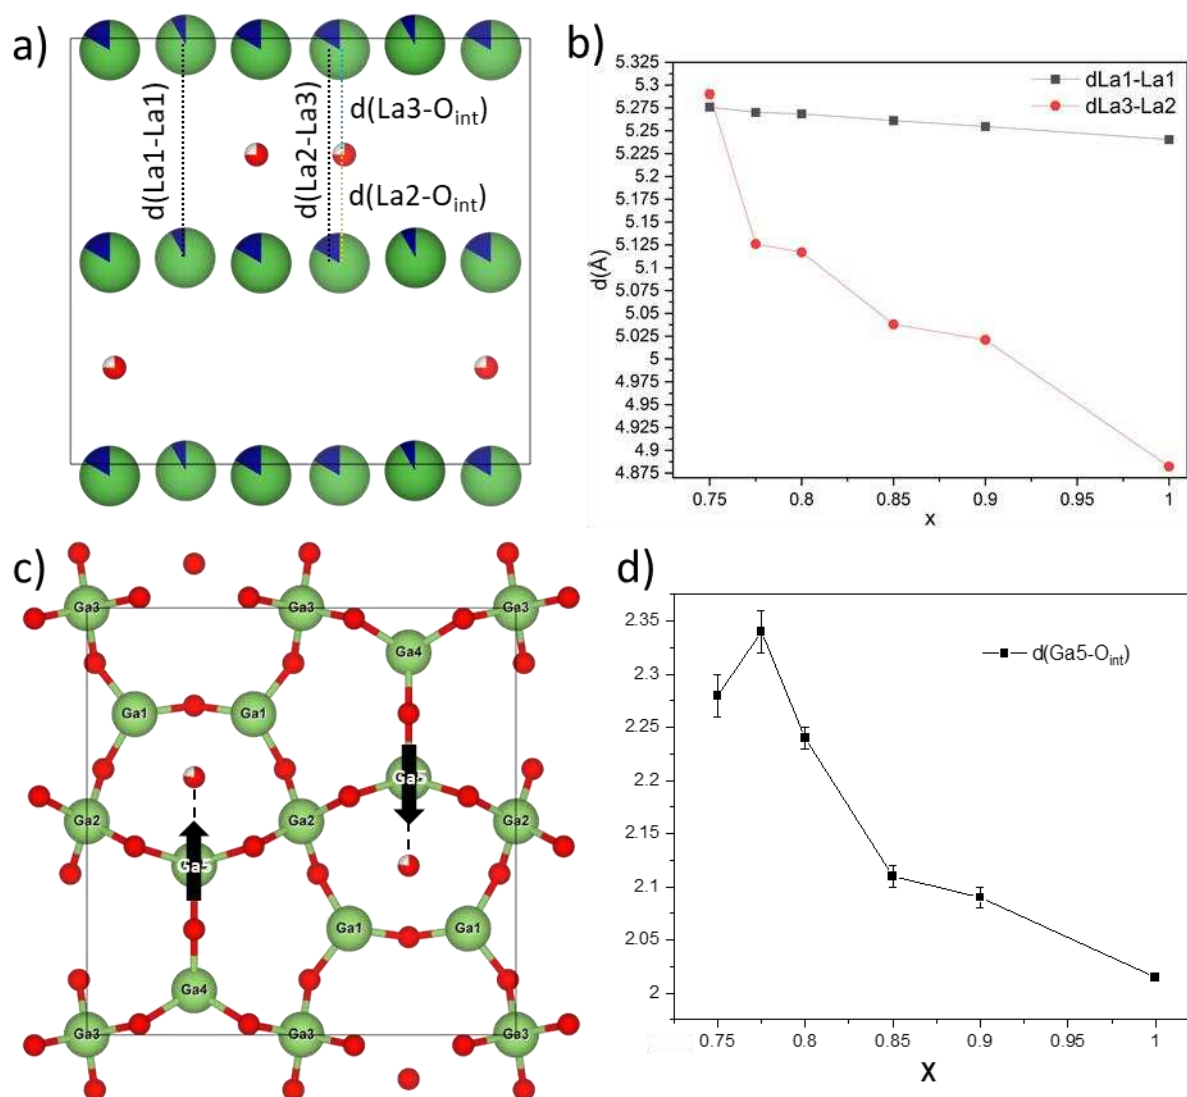 a)
d(La1-La1)
d(La2-La3)
d(La3-Oint)
d(La2-Oint)
b)
dLa1-La1
dLa3-La2
5.325
5.3
5.275
5.25
5.225
5.2
5.175
5.15
5.125
5.1
5.075
5.05
5.025
5
4.975
4.95
4.925
4.9
4.875
d(Å)
0.75
0.8
0.85
0.9
0.95
1
x
c)
Ga3
Ga3
Ga3
Ga4
Ga1
Ga1
Ga5
Ga2
Ga2
Ga2
Ga5
Ga1
Ga1
Ga4
Ga3
Ga3
Ga3
d)
d(Ga5-Oint)
2.35
2.3
2.25
2.2
2.15
2.1
2.05
2
0.75
0.8
0.85
0.9
0.95
1
x